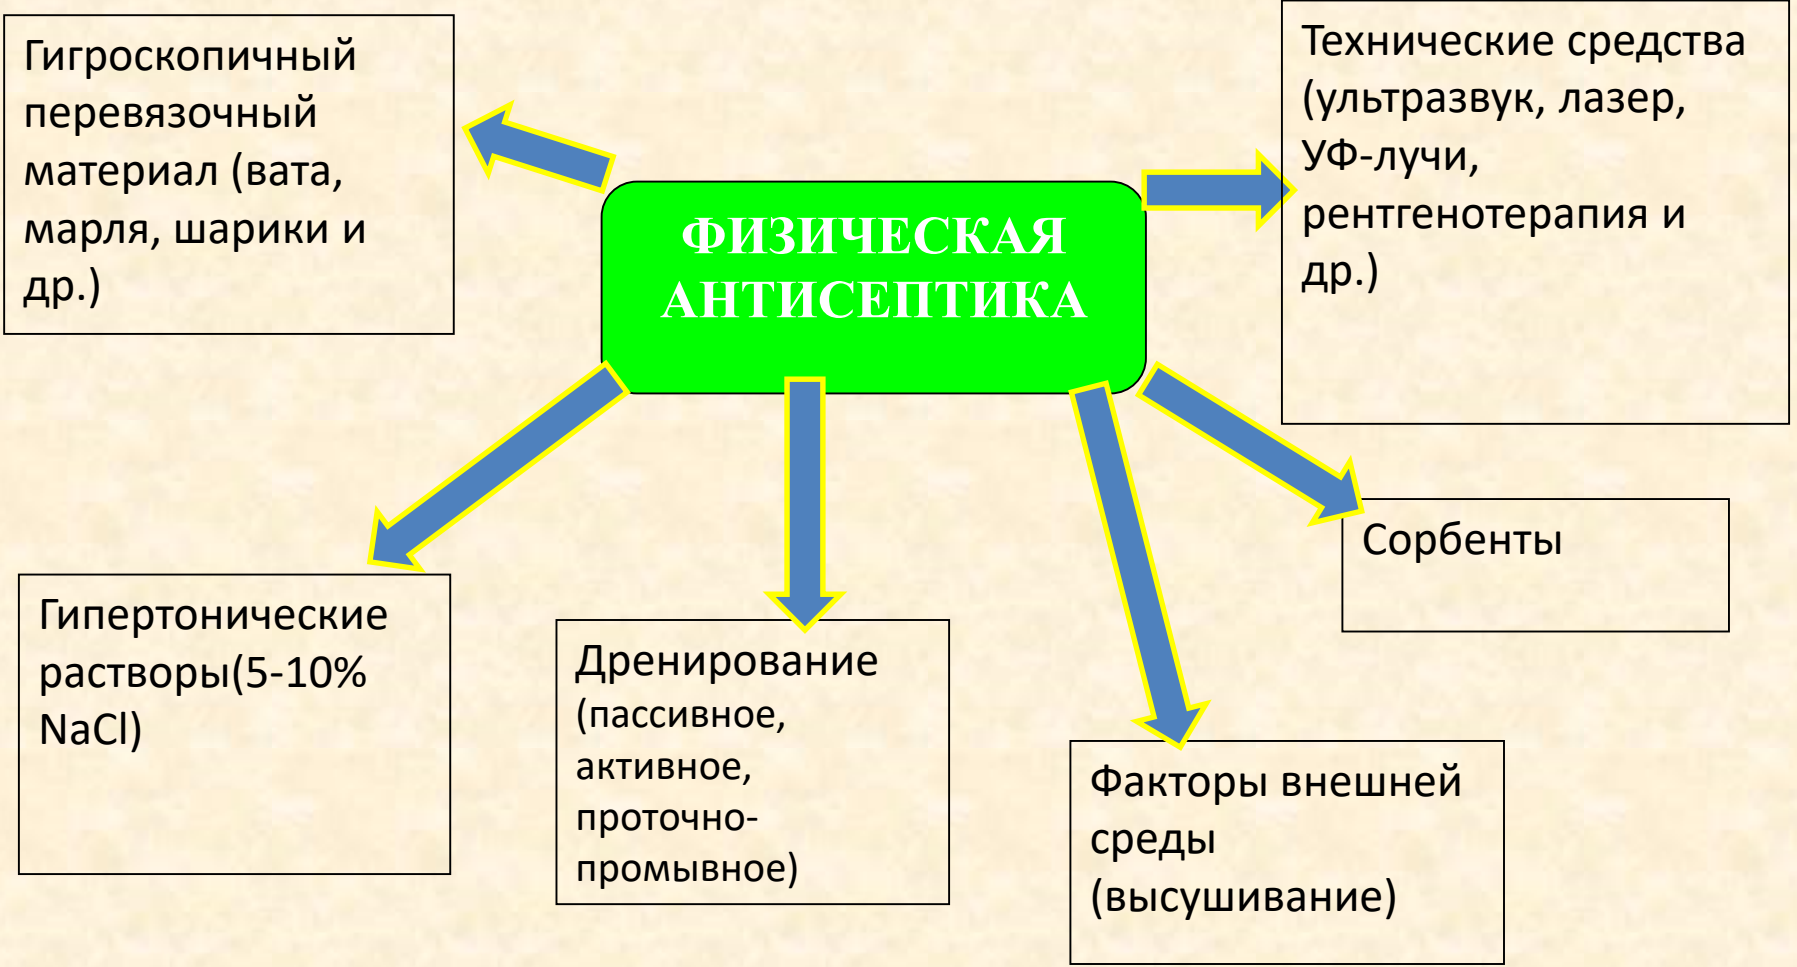 Гигроскопичный
перевязочный
материал (вата,
марля, шарики и
др.)
Технические средства
(ультразвук, лазер,
УФ-лучи,
рентгенотерапия и
др.)
ФИЗИЧЕСКАЯ
АНТИСЕПТИКА
Гипертонические
растворы(5-10%
NaCl)
Дренирование
(пассивное,
активное,
проточно-
промывное)
Факторы внешней
среды
(высушивание)
Сорбенты